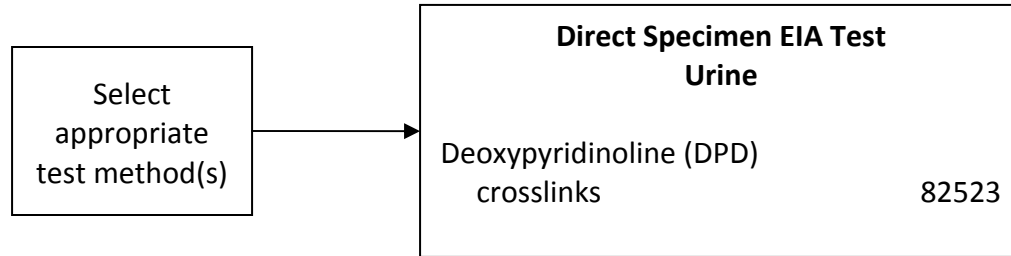 Select
appropriate
test method(s)
Direct Specimen EIA Test
Urine
Deoxypyridinoline (DPD)
crosslinks 82523